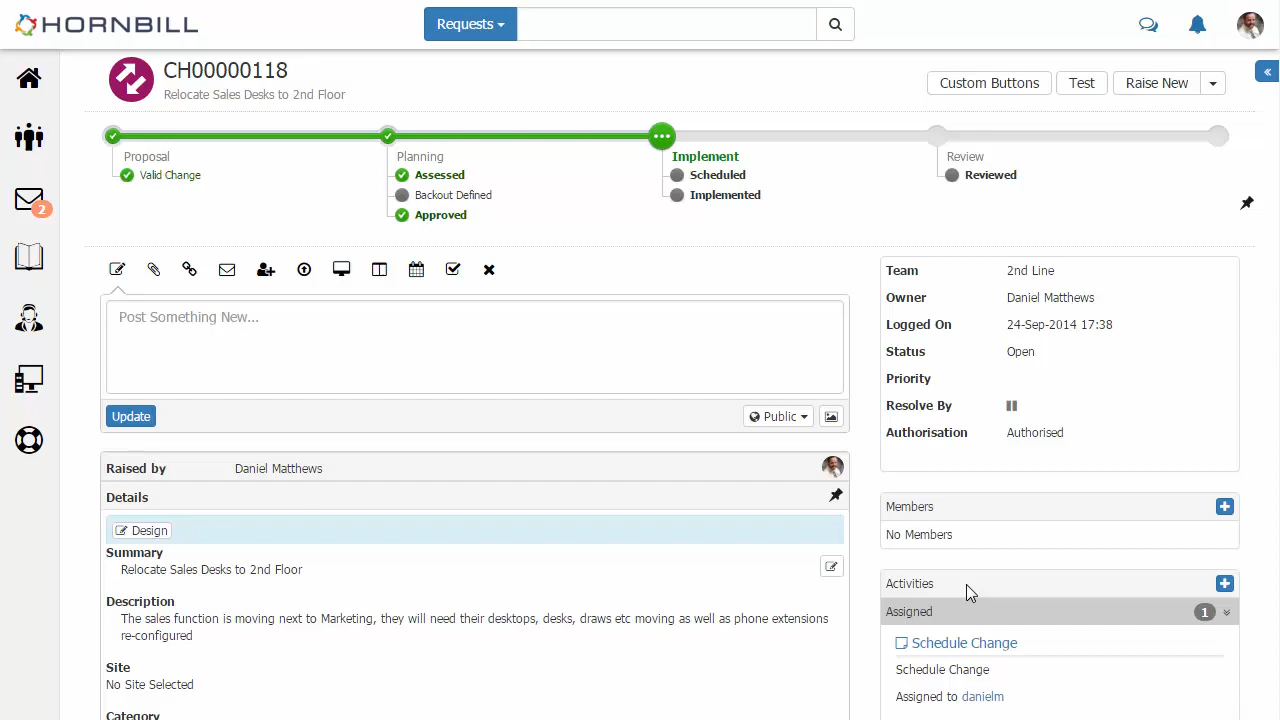 HORNBILL
Requests
2
CH00000118
Relocate Sales Desks to 2nd Floor
Custom Buttons
Test
Raise New
«
Proposal
Valid Change
Planning
Assessed
Backout Defined
Approved
Implement
Scheduled
Implemented
Review
Reviewed
Post Something New...
Update
Public
Team 2nd Line
Owner Daniel Matthews
Logged On 24-Sep-2014 17:38
Status Open
Priority
Resolve By
Authorisation Authorised
Raised by Daniel Matthews
Details
Design
Summary
Relocate Sales Desks to 2nd Floor
Description
The sales function is moving next to Marketing, they will need their desktops, desks, draws etc moving as well as phone extensions
re-configured
Site
No Site Selected
Category
Members
No Members
Activities
Assigned 1
Schedule Change
Schedule Change
Assigned to danielm